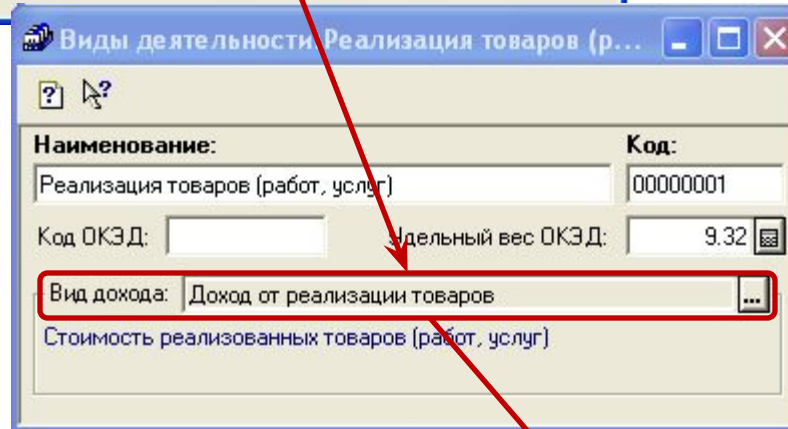 Виды деятельности:Реализация товаров (р...
Наименование: Код:
Реализация товаров (работ, услуг) 00000001
Код ОКЭД: Удельный вес ОКЭД: 9.32
Вид дохода: Доход от реализации товаров ...
Стоимость реализованных товаров (работ, услуг)